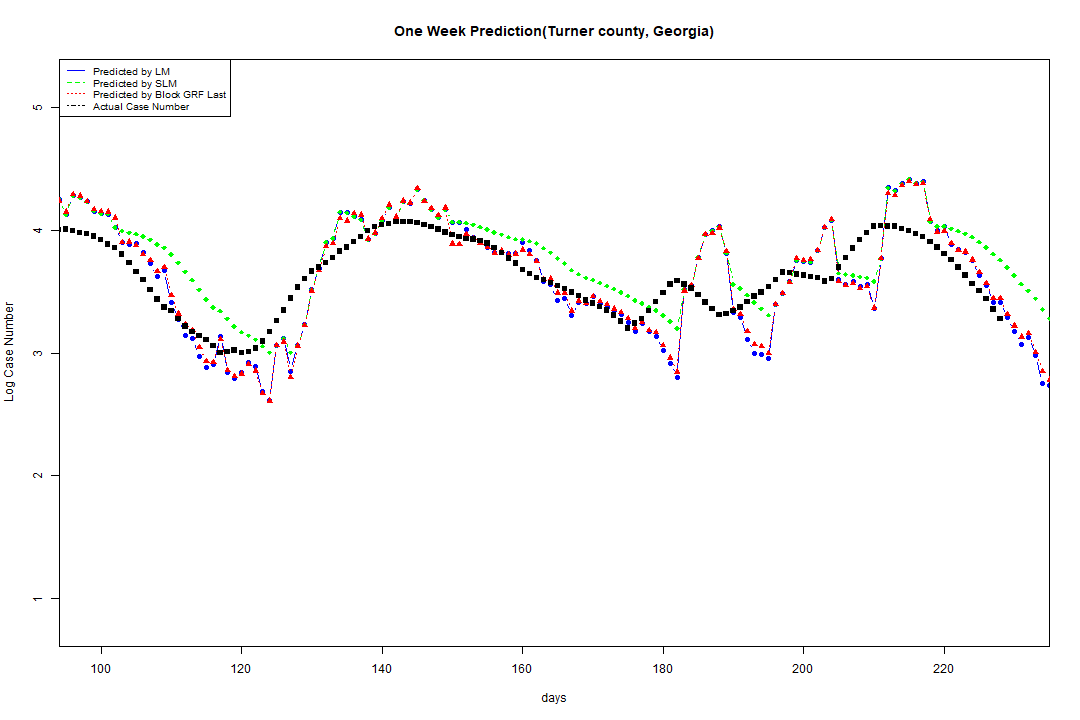 One Week Prediction(Turner county, Georgia)
Predicted by LM
Predicted by SLM
Predicted by Block GRF Last
Actual Case Number
5
4
3
2
1
Log Case Number
100 120 140 160 180 200 220
days